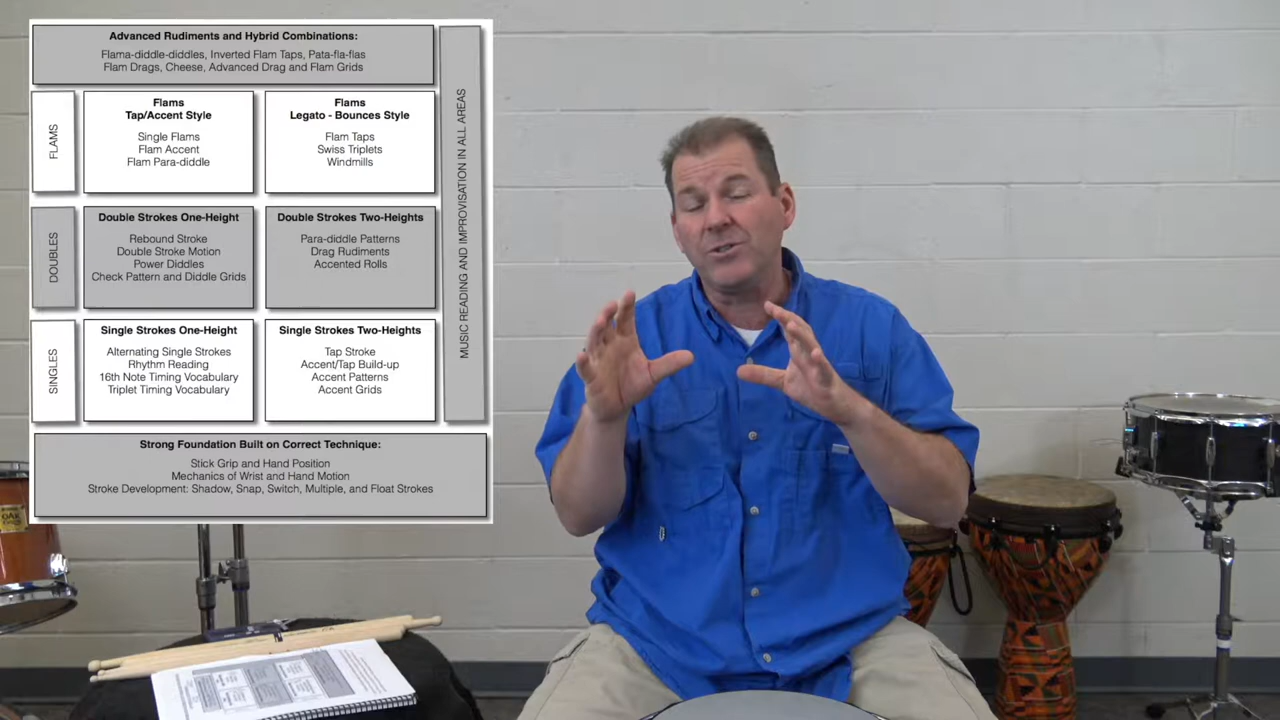 Advanced Rudiments and Hybrid Combinations:
Flama-diddle-diddles, Inverted Flam Taps, Pata-fla-flas
Flam Drags, Cheese, Advanced Drag and Flam Grids
FLAMS
Flams
Tap/Accent Style
Single Flams
Flam Accent
Flam Para-diddle
Flams
Legato - Bounces Style
Flam Taps
Swiss Triplets
Windmills
DOUBLES
Double Strokes One-Height
Rebound Stroke
Double Stroke Motion
Power Diddles
Check Pattern and Diddle Grids
Double Strokes Two-Heights
Para-diddle Patterns
Drag Rudiments
Accented Rolls
SINGLES
Single Strokes One-Height
Alternating Single Strokes
Rhythm Reading
16th Note Timing Vocabulary
Triplet Timing Vocabulary
Single Strokes Two-Heights
Tap Stroke
Accent/Tap Build-up
Accent Patterns
Accent Grids
MUSIC READING AND IMPROVISATION IN ALL AREAS
Strong Foundation Built on Correct Technique:
Stick Grip and Hand Position
Mechanics of Wrist and Hand Motion
Stroke Development: Shadow, Snap, Switch, Multiple, and Float Strokes
OAK